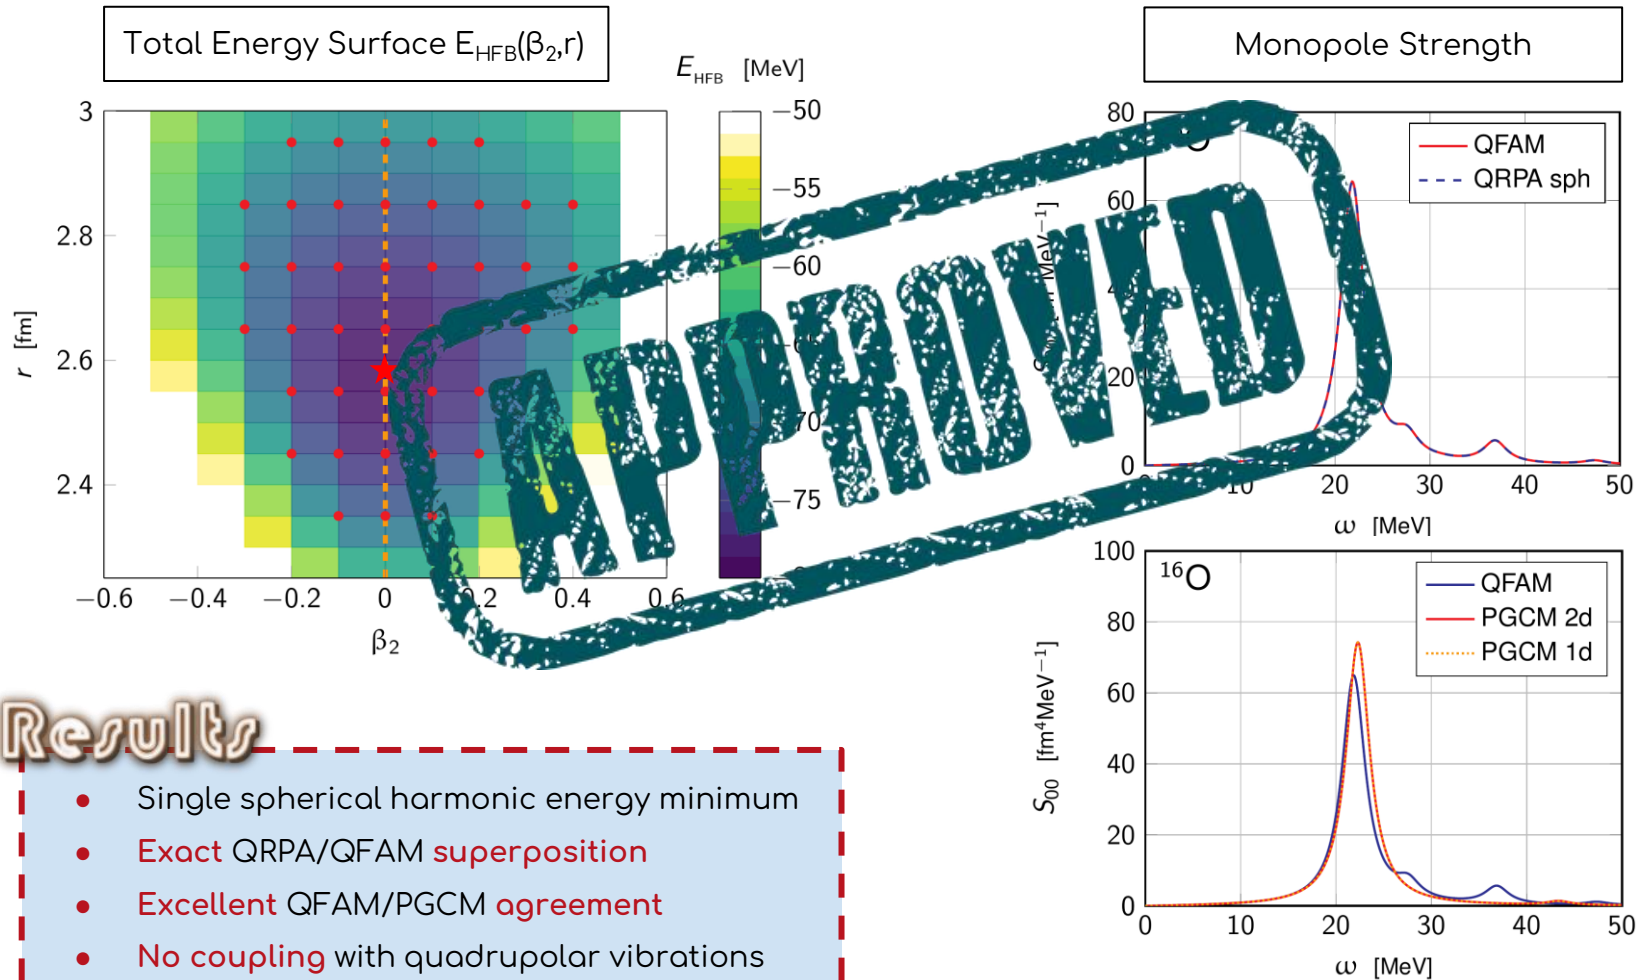 Total Energy Surface E_HFB(β₂,r)
E_HFB [MeV]
3
2.8
2.6
2.4
r [fm]
−0.6 −0.4 −0.2 0 0.2 0.4 0.6
β₂
−50
−55
−60
−75
APPROVED
Monopole Strength
80
60
20
0
O
QFAM
QRPA sph
10 20 30 40 50
ω [MeV]
100
80
60
40
20
0
S₀₀ [fm⁴MeV⁻¹]
¹⁶O
QFAM
PGCM 2d
PGCM 1d
0 10 20 30 40 50
ω [MeV]
Results
• Single spherical harmonic energy minimum
• Exact QRPA/QFAM superposition
• Excellent QFAM/PGCM agreement
• No coupling with quadrupolar vibrations